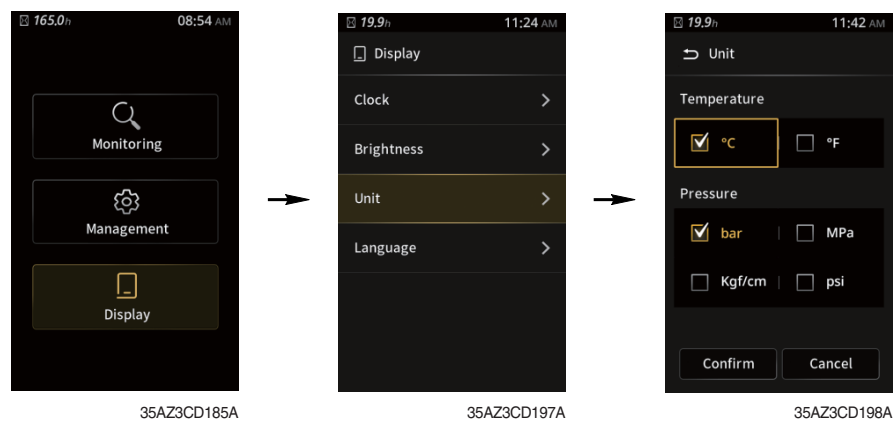 165.0h 08:54 AM
Monitoring
Management
Display
35AZ3CD185A
19.9h 11:24 AM
Display
Clock
Brightness
Unit
Language
35AZ3CD197A
19.9h 11:42 AM
Unit
Temperature
°C °F
Pressure
bar MPa
Kgf/cm psi
Confirm Cancel
35AZ3CD198A